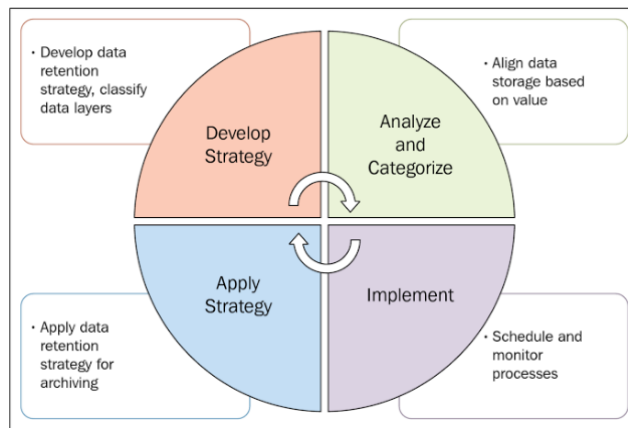 • Develop data
retention
strategy, classify
data layers
Develop
Strategy
Analyze
and
Categorize
• Align data
storage based
on value
• Apply data
retention
strategy for
archiving
Apply
Strategy
Implement
• Schedule and
monitor
processes